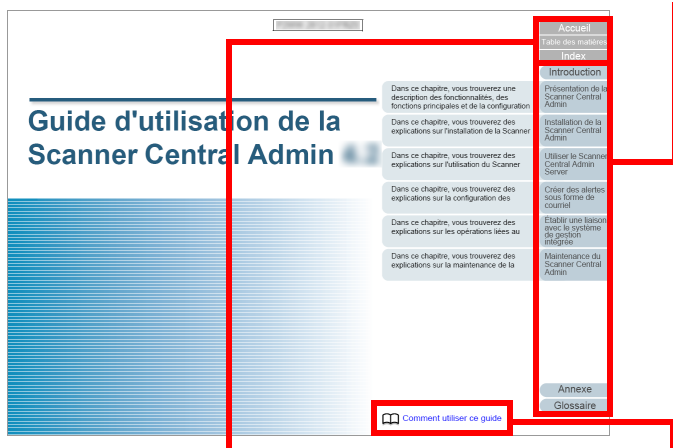 Accueil
Table des matières
Index
Introduction
Guide d'utilisation de la
Scanner Central Admin
Dans ce chapitre, vous trouverez une
description des fonctionnalités, des
fonctions principales et de la configuration
Présentation de la
Scanner Central
Admin
Dans ce chapitre, vous trouverez des
explications sur l'installation de la Scanner
Installation de la
Scanner Central
Admin
Dans ce chapitre, vous trouverez des
explications sur l'utilisation du Scanner
Utiliser le Scanner
Central Admin
Server
Dans ce chapitre, vous trouverez des
explications sur la configuration des
Créer des alertes
sous forme de
courriel
Dans ce chapitre, vous trouverez des
explications sur les opérations liées au
Établir une liaison
avec le système
de gestion
intégrée
Dans ce chapitre, vous trouverez des
explications sur la maintenance de la
Maintenance du
Scanner Central
Admin
Annexe
Glossaire
Comment utiliser ce guide